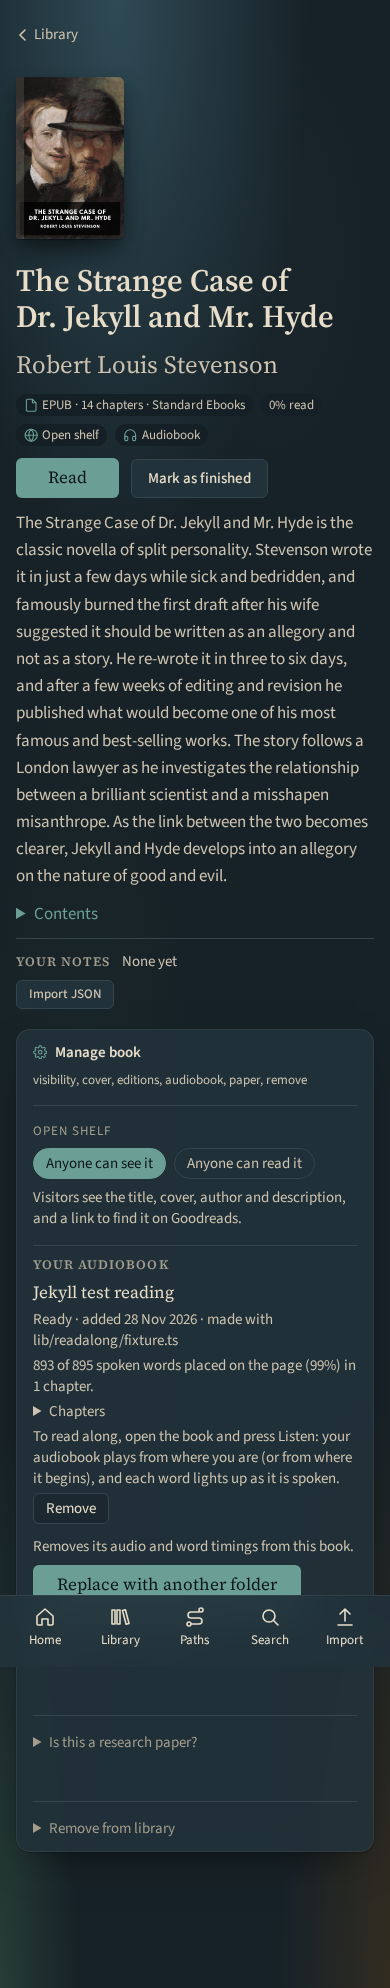 Library
THE STRANGE CASE OF
DR. JEKYLL AND MR. HYDE
ROBERT LOUIS STEVENSON
The Strange Case of
Dr. Jekyll and Mr. Hyde
Robert Louis Stevenson
EPUB · 14 chapters · Standard Ebooks 0% read
Open shelf Audiobook
Read Mark as finished
The Strange Case of Dr. Jekyll and Mr. Hyde is the
classic novella of split personality. Stevenson wrote
it in just a few days while sick and bedridden, and
famously burned the first draft after his wife
suggested it should be written as an allegory and
not as a story. He re-wrote it in three to six days,
and after a few weeks of editing and revision he
published what would become one of his most
famous and best-selling works. The story follows a
London lawyer as he investigates the relationship
between a brilliant scientist and a misshapen
misanthrope. As the link between the two becomes
clearer, Jekyll and Hyde develops into an allegory
on the nature of good and evil.
Contents
YOUR NOTES None yet
Import JSON
Manage book
visibility, cover, editions, audiobook, paper, remove
OPEN SHELF
Anyone can see it Anyone can read it
Visitors see the title, cover, author and description,
and a link to find it on Goodreads.
YOUR AUDIOBOOK
Jekyll test reading
Ready · added 28 Nov 2026 · made with
lib/readalong/fixture.ts
893 of 895 spoken words placed on the page (99%) in
1 chapter.
Chapters
To read along, open the book and press Listen: your
audiobook plays from where you are (or from where
it begins), and each word lights up as it is spoken.
Remove
Removes its audio and word timings from this book.
Replace with another folder
Home Library Paths Search Import
Is this a research paper?
Remove from library